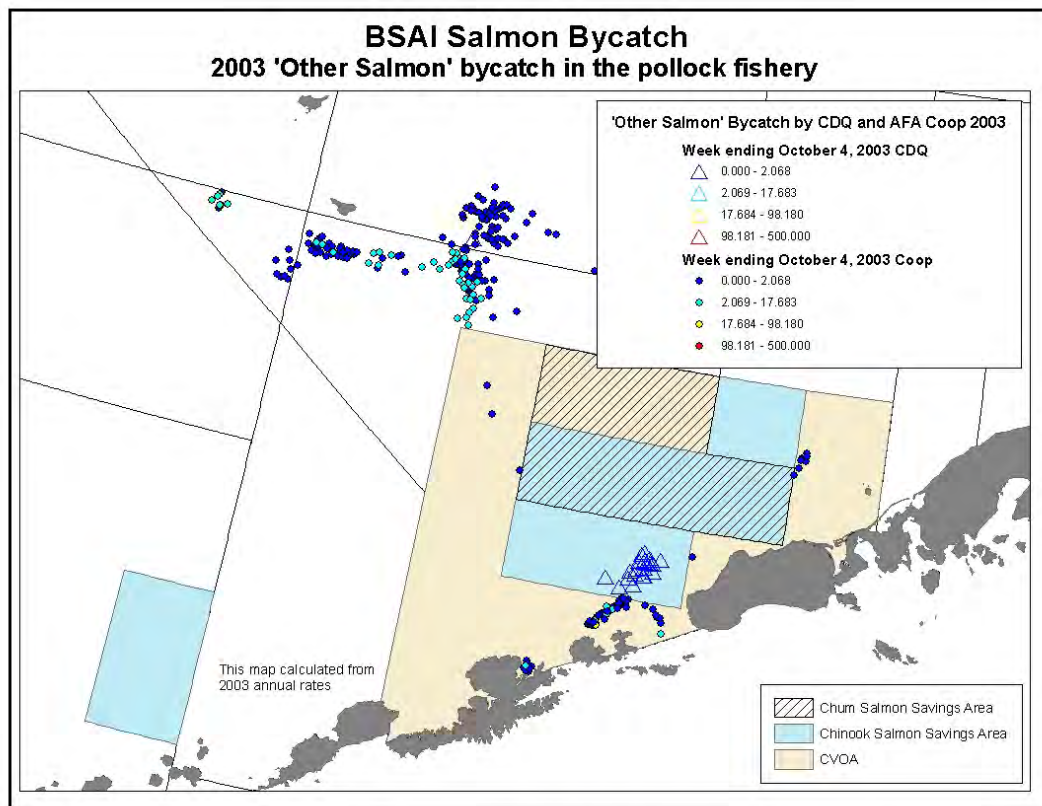 BSAI Salmon Bycatch
2003 'Other Salmon' bycatch in the pollock fishery
'Other Salmon' Bycatch by CDQ and AFA Coop 2003
Week ending October 4, 2003 CDQ
0.000 - 2.068
2.069 - 17.683
17.684 - 98.180
98.181 - 500.000
Week ending October 4, 2003 Coop
0.000 - 2.068
2.069 - 17.683
17.684 - 98.180
98.181 - 500.000
This map calculated from
2003 annual rates
Chum Salmon Savings Area
Chinook Salmon Savings Area
CVOA